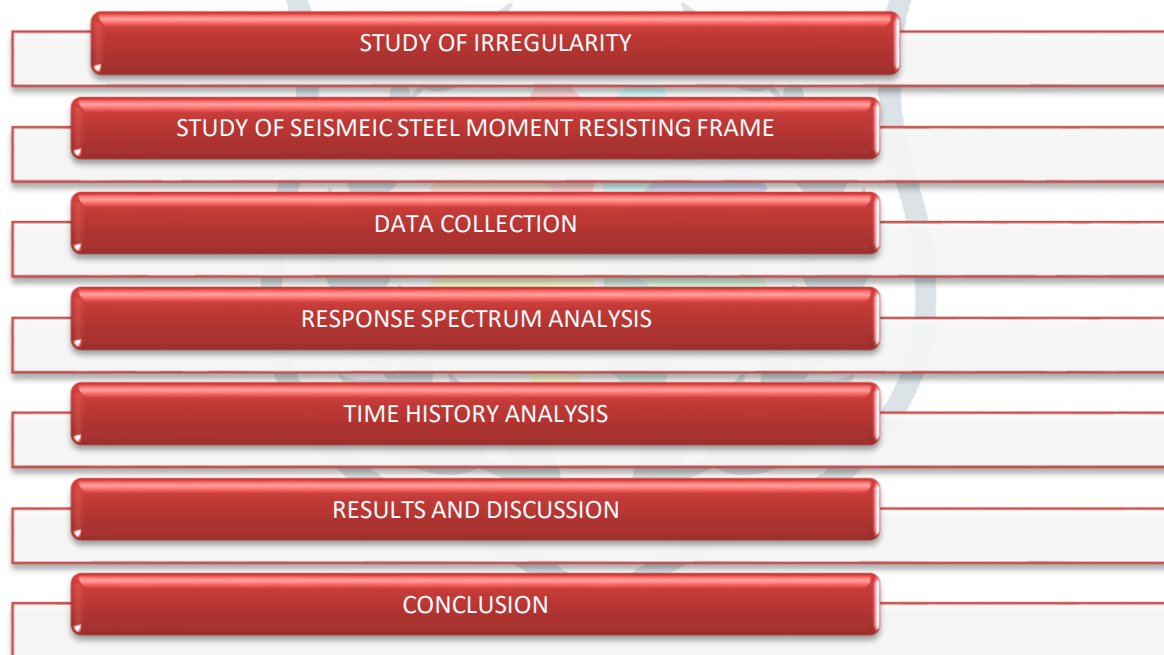 STUDY OF IRREGULARITY
STUDY OF SEISMEIC STEEL MOMENT RESISTING FRAME
DATA COLLECTION
RESPONSE SPECTRUM ANALYSIS
TIME HISTORY ANALYSIS
RESULTS AND DISCUSSION
CONCLUSION